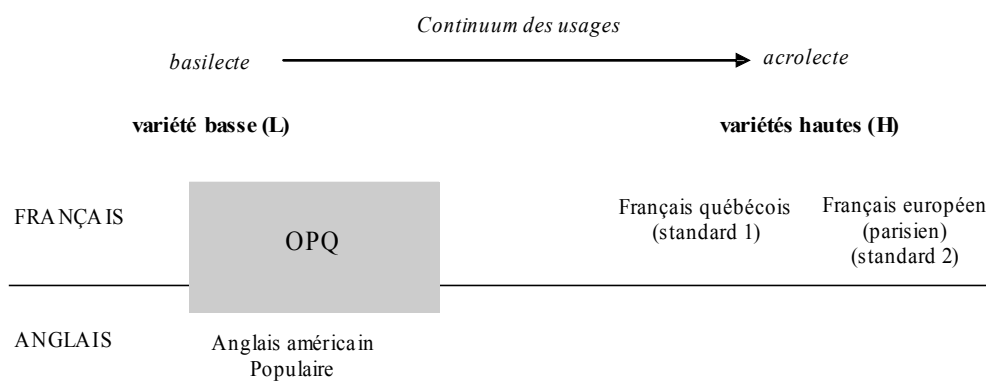 Continuum des usages
basilecte
acrolecte
variété basse (L)
variétés hautes (H)
FRANÇAIS
OPQ
Français québécois
(standard 1)
Français européen
(parisien)
(standard 2)
ANGLAIS
Anglais américain
Populaire